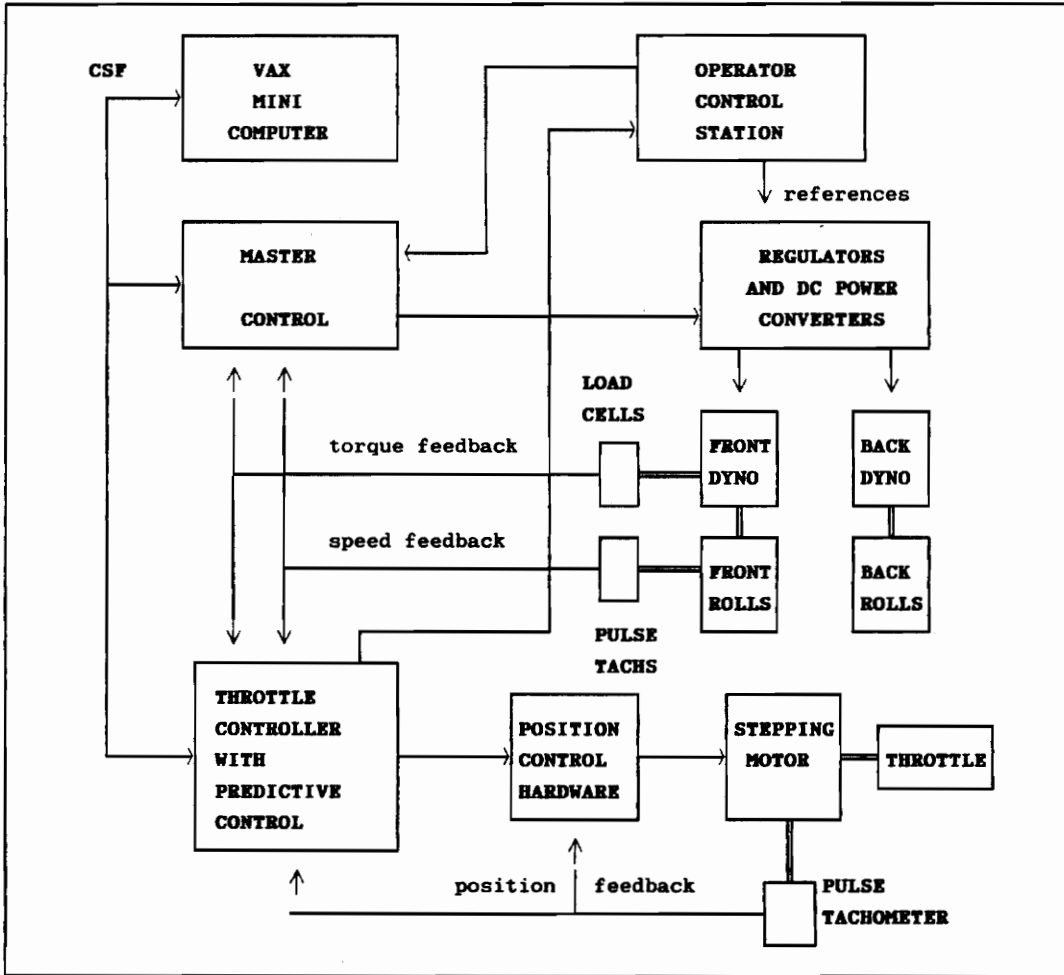 CSF
VAX
MINI
COMPUTER
OPERATOR
CONTROL
STATION
references
MASTER
CONTROL
REGULATORS
AND DC POWER
CONVERTERS
LOAD
CELLS
torque feedback
FRONT
DYNO
BACK
DYNO
speed feedback
FRONT
ROLLS
BACK
ROLLS
PULSE
TACHS
THROTTLE
CONTROLLER
WITH
PREDICTIVE
CONTROL
POSITION
CONTROL
HARDWARE
STEPPING
MOTOR
THROTTLE
position feedback
PULSE
TACHOMETER